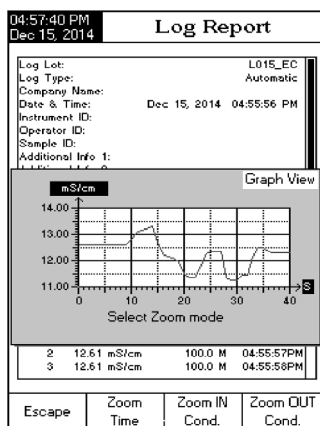 04:57:40 PM
Dec 15, 2014
Log Report
Log Lot: L015_EC
Log Type: Automatic
Company Name:
Date & Time: Dec 15, 2014 04:55:56 PM
Instrument ID:
Operator ID:
Sample ID:
Additional Info 1:
Graph View
mS/cm
14.00
13.00
12.00
11.00
0 10 20 30 40 S
Select Zoom mode
2 12.61 mS/cm 100.0 M 04:55:57PM
3 12.61 mS/cm 100.0 M 04:55:58PM
Escape
Zoom Time
Zoom IN Cond.
Zoom OUT Cond.